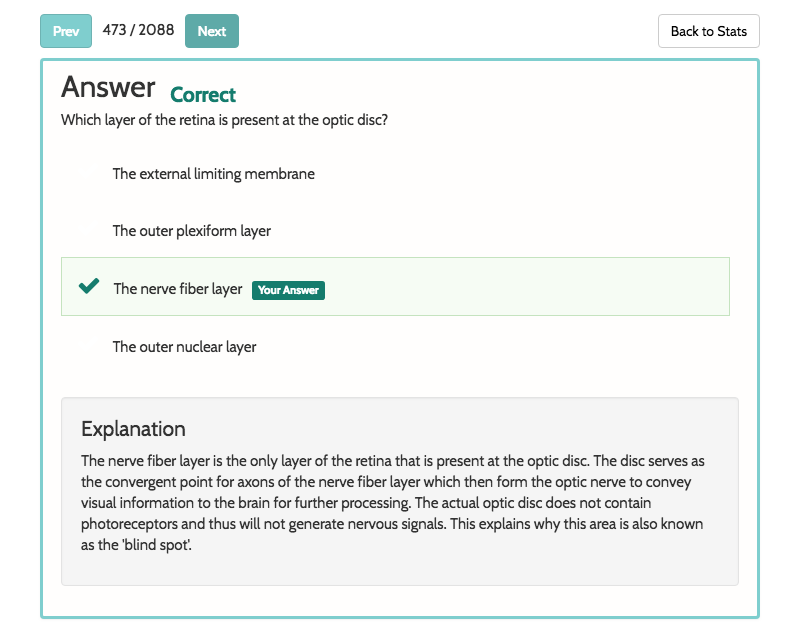 Prev 473 / 2088 Next Back to Stats
Answer Correct
Which layer of the retina is present at the optic disc?
The external limiting membrane
The outer plexiform layer
The nerve fiber layer Your Answer
The outer nuclear layer
Explanation
The nerve fiber layer is the only layer of the retina that is present at the optic disc. The disc serves as
the convergent point for axons of the nerve fiber layer which then form the optic nerve to convey
visual information to the brain for further processing. The actual optic disc does not contain
photoreceptors and thus will not generate nervous signals. This explains why this area is also known
as the 'blind spot'.